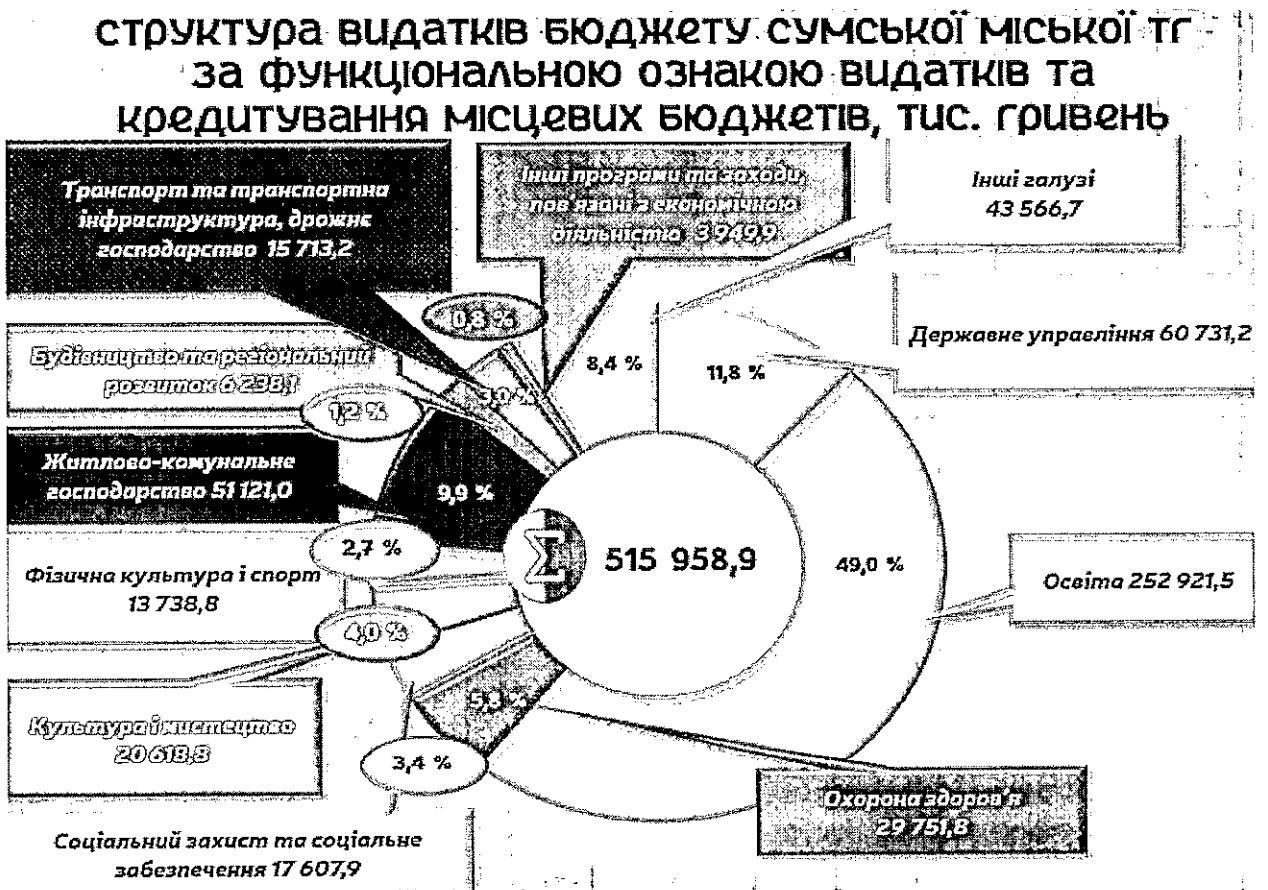 СТРУКТУРА ВИДАТКІВ БЮДЖЕТУ СУМСЬКОЇ МІСЬКОЇ ТГ
ЗА ФУНКЦІОНАЛЬНОЮ ОЗНАКОЮ ВИДАТКІВ ТА
КРЕДИТУВАННЯ МІСЦЕВИХ БЮДЖЕТІВ, ТИС. ГРИВЕНЬ
Транспорт та транспортна
інфраструктура, дрожнє
господарство 15 713,2
Інші програми та заходи,
пов'язані з економічною
діяльністю 3 949,9
Інші галузі
43 566,7
0,8 %
Державне управління 60 731,2
Будівництво та регіональний
розвиток 6 238,1
8,4 %
11,8 %
3,0 %
1,2 %
Житлово-комунальне
господарство 51 121,0
9,9 %
2,7 %
515 958,9
49,0 %
Фізична культура і спорт
13 738,8
Освіта 252 921,5
4,0 %
Культура і мистецтво
20 618,8
5,8 %
3,4 %
Охорона здоров'я
29 751,8
Соціальний захист та соціальне
забезпечення 17 607,9